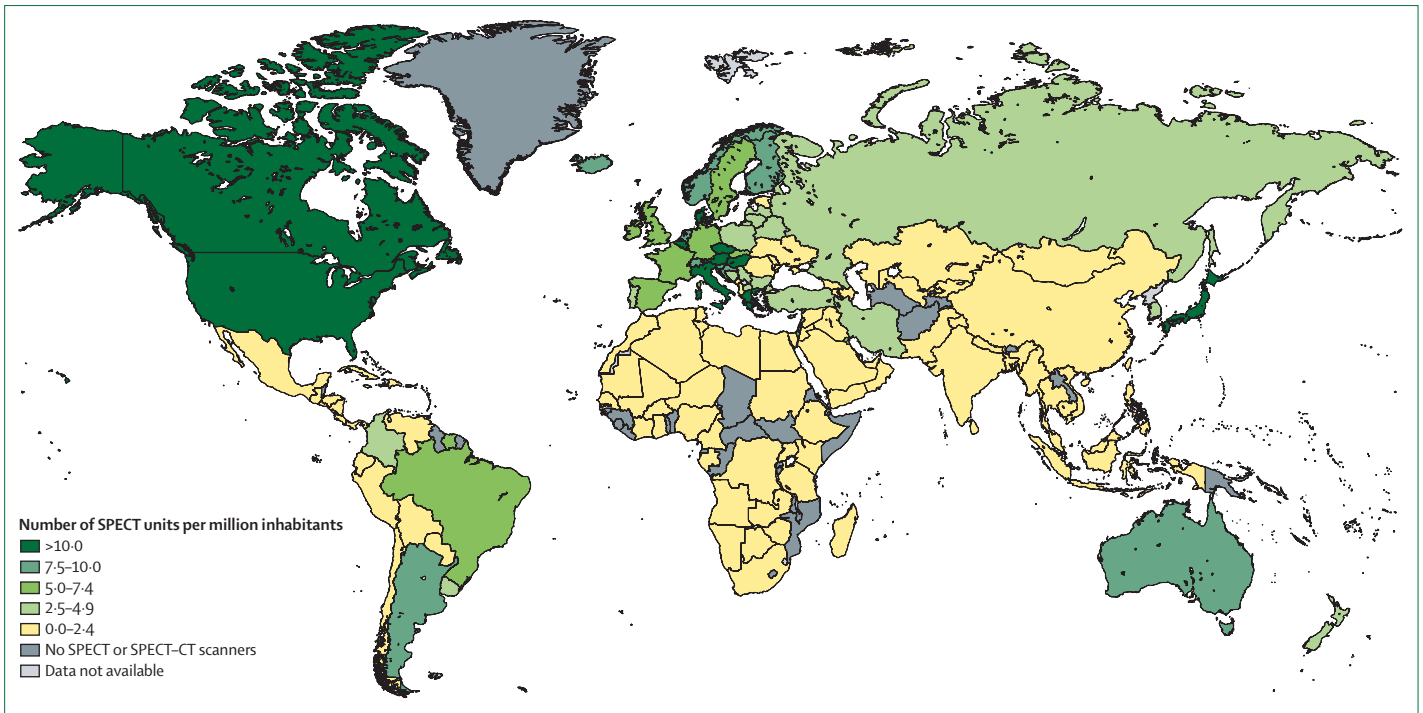 Number of SPECT units per million inhabitants
>10·0
7·5–10·0
5·0–7·4
2·5–4·9
0·0–2·4
No SPECT or SPECT–CT scanners
Data not available